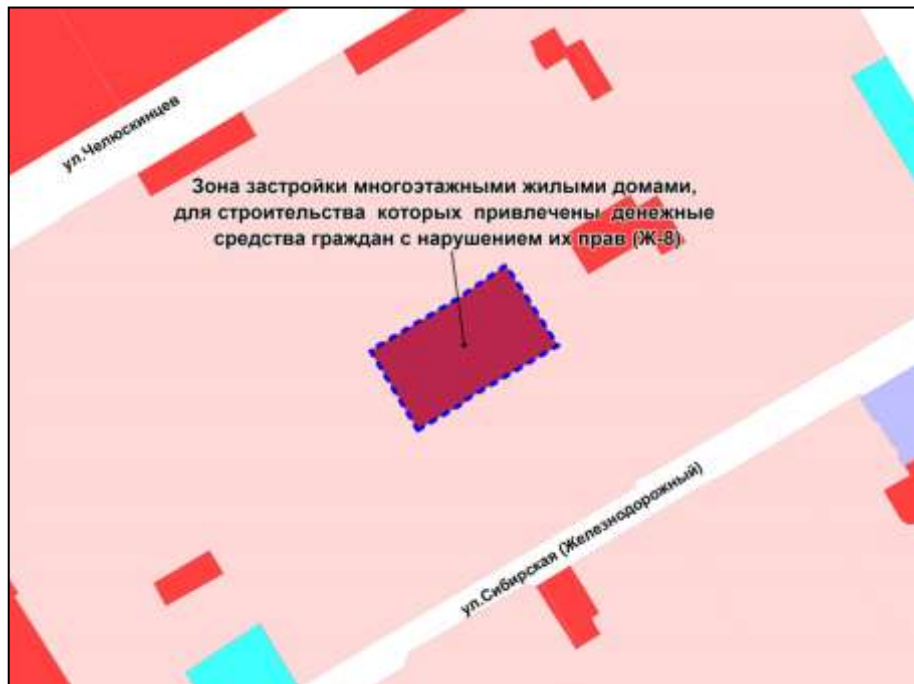 ул.Челюскинцев
Зона застройки многоэтажными жилыми домами,
для строительства которых привлечены денежные
средства граждан с нарушением их прав (Ж-8)
ул.Сибирская (Железнодорожный)